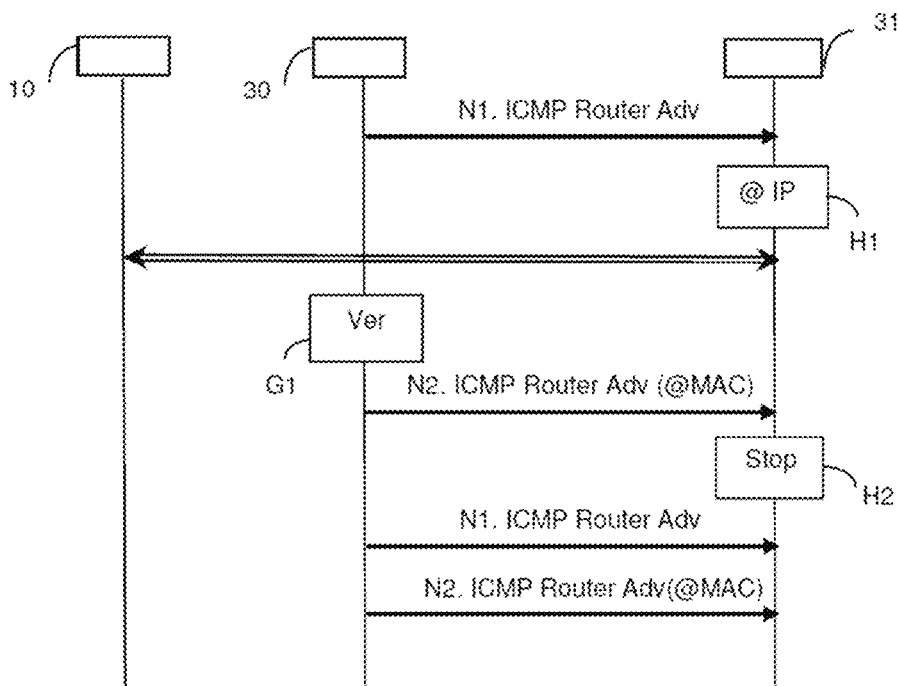 10
30
31
N1. ICMP Router Adv
@ IP
H1
Ver
G1
N2. ICMP Router Adv (@MAC)
Stop
H2
N1. ICMP Router Adv
N2. ICMP Router Adv(@MAC)